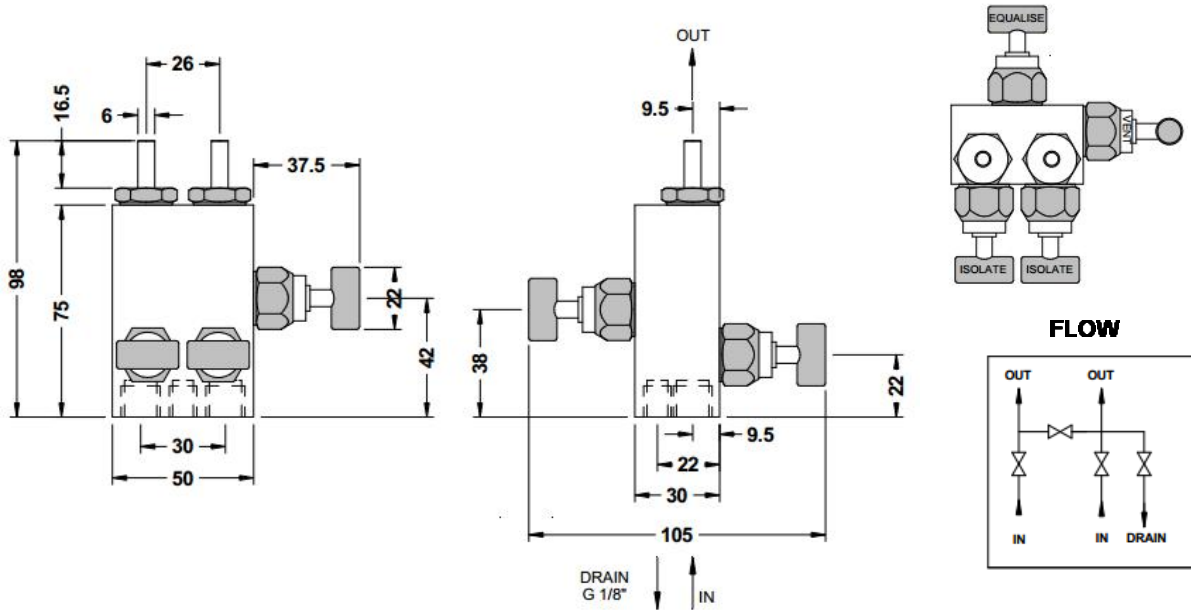 26
16.5
6
37.5
98
75
22
42
30
50
OUT
9.5
38
22
9.5
22
30
105
DRAIN
G 1/8"
IN
EQUALISE
VENT
ISOLATE
ISOLATE
FLOW
OUT
OUT
IN
IN
DRAIN